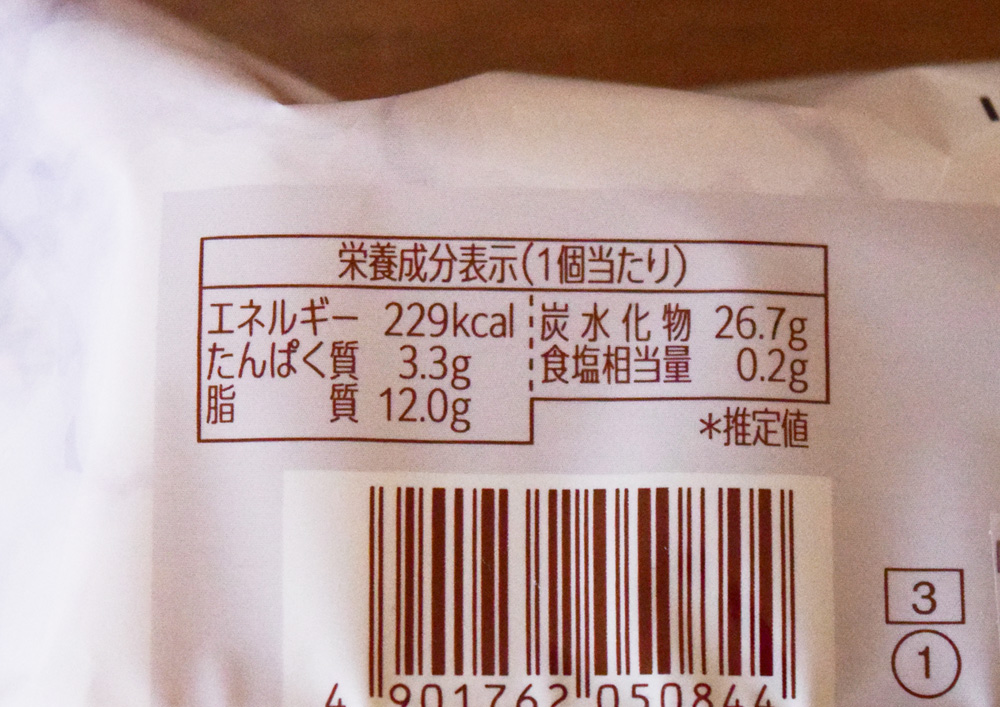 栄養成分表示(1個当たり)
エネルギー 229kcal
たんぱく質 3.3g
脂質 12.0g
炭水化物 26.7g
食塩相当量 0.2g
*推定値
4 901762 050844
3
1